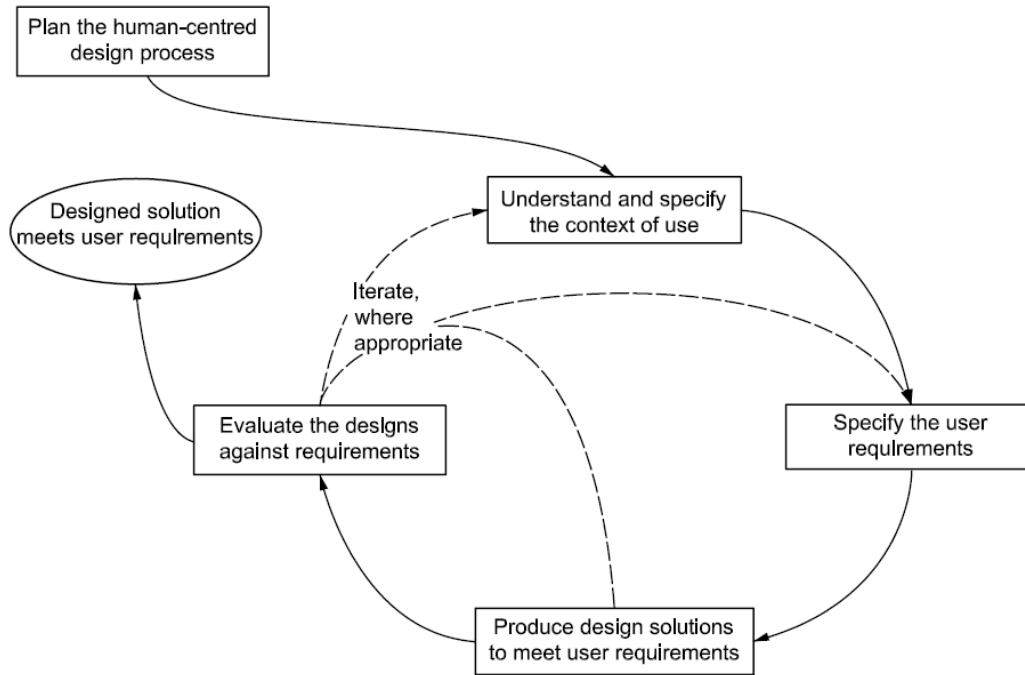 Plan the human-centred
design process
Understand and specify
the context of use
Designed solution
meets user requirements
Iterate,
where
appropriate
Evaluate the designs
against requirements
Specify the user
requirements
Produce design solutions
to meet user requirements